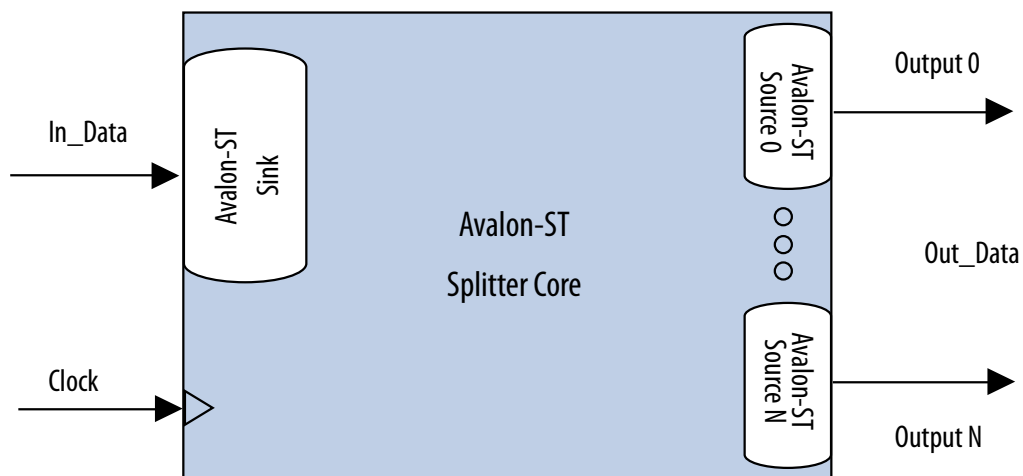 In_Data
Avalon-ST
Sink
Clock
Avalon-ST
Splitter Core
Avalon-ST
Source 0
Avalon-ST
Source N
Output 0
Out_Data
Output N